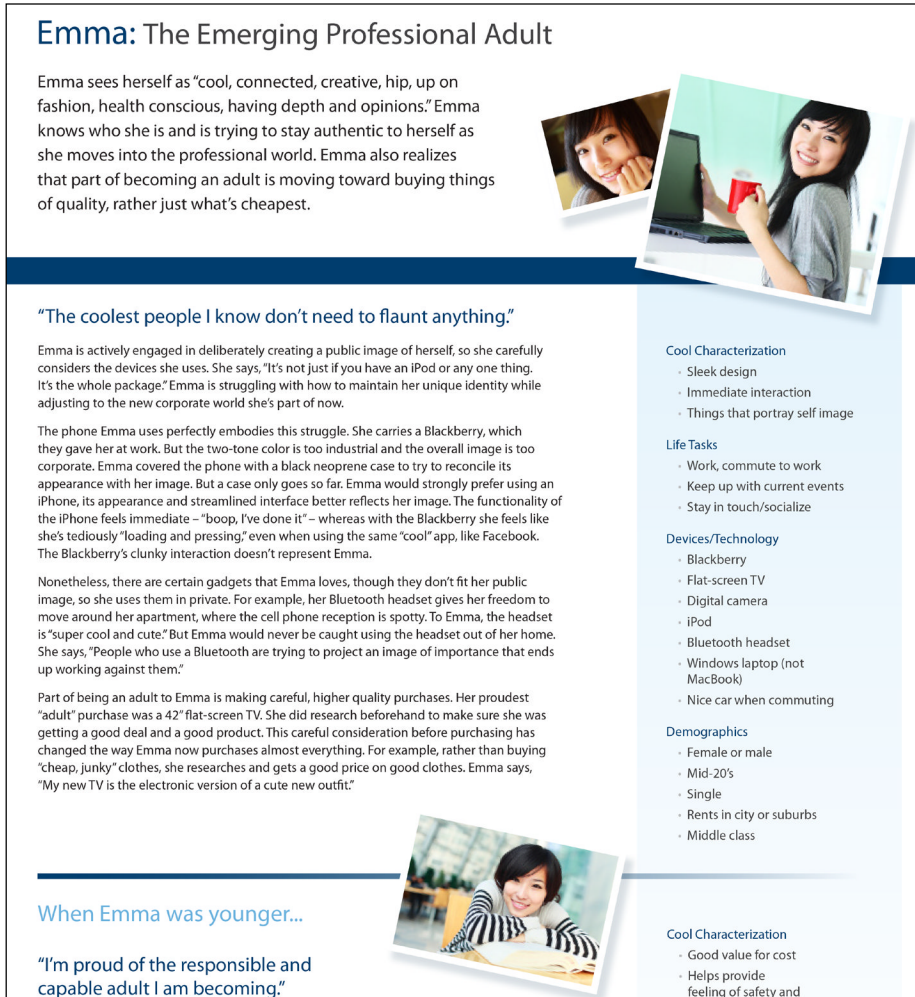 Emma: The Emerging Professional Adult
Emma sees herself as “cool, connected, creative, hip, up on
fashion, health conscious, having depth and opinions.” Emma
knows who she is and is trying to stay authentic to herself as
she moves into the professional world. Emma also realizes
that part of becoming an adult is moving toward buying things
of quality, rather just what’s cheapest.
“The coolest people I know don’t need to flaunt anything.”
Emma is actively engaged in deliberately creating a public image of herself, so she carefully
considers the devices she uses. She says, “It’s not just if you have an iPod or any one thing.
It’s the whole package.” Emma is struggling with how to maintain her unique identity while
adjusting to the new corporate world she’s part of now.
The phone Emma uses perfectly embodies this struggle. She carries a Blackberry, which
they gave her at work. But the two-tone color is too industrial and the overall image is too
corporate. Emma covered the phone with a black neoprene case to try to reconcile its
appearance with her image. But a case only goes so far. Emma would strongly prefer using an
iPhone, its appearance and streamlined interface better reflects her image. The functionality of
the iPhone feels immediate – “boop, I’ve done it” – whereas with the Blackberry she feels like
she’s tediously “loading and pressing,” even when using the same “cool” app, like Facebook.
The Blackberry’s clunky interaction doesn’t represent Emma.
Nonetheless, there are certain gadgets that Emma loves, though they don’t fit her public
image, so she uses them in private. For example, her Bluetooth headset gives her freedom to
move around her apartment, where the cell phone reception is spotty. To Emma, the headset
is “super cool and cute.” But Emma would never be caught using the headset out of her home.
She says, “People who use a Bluetooth are trying to project an image of importance that ends
up working against them.”
Part of being an adult to Emma is making careful, higher quality purchases. Her proudest
“adult” purchase was a 42” flat-screen TV. She did research beforehand to make sure she was
getting a good deal and a good product. This careful consideration before purchasing has
changed the way Emma now purchases almost everything. For example, rather than buying
“cheap, junky” clothes, she researches and gets a good price on good clothes. Emma says,
“My new TV is the electronic version of a cute new outfit.”
Cool Characterization
◦ Sleek design
◦ Immediate interaction
◦ Things that portray self image
Life Tasks
◦ Work, commute to work
◦ Keep up with current events
◦ Stay in touch/socialize
Devices/Technology
◦ Blackberry
◦ Flat-screen TV
◦ Digital camera
◦ iPod
◦ Bluetooth headset
◦ Windows laptop (not
MacBook)
◦ Nice car when commuting
Demographics
◦ Female or male
◦ Mid-20’s
◦ Single
◦ Rents in city or suburbs
◦ Middle class
When Emma was younger...
“I’m proud of the responsible and
capable adult I am becoming.”
Cool Characterization
◦ Good value for cost
◦ Helps provide
feeling of safety and